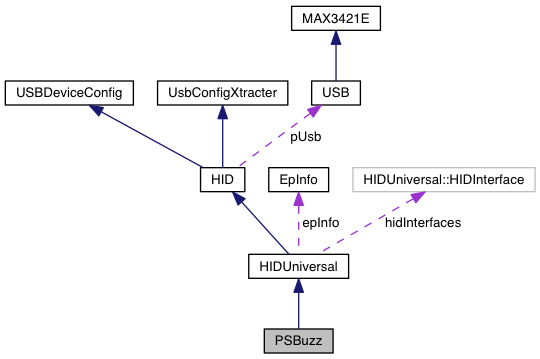 MAX3421E
USBDeviceConfig
UsbConfigXtracter
USB
pUsb
HID
EpInfo
HIDUniversal::HIDInterface
epInfo
hidInterfaces
HIDUniversal
PSBuzz